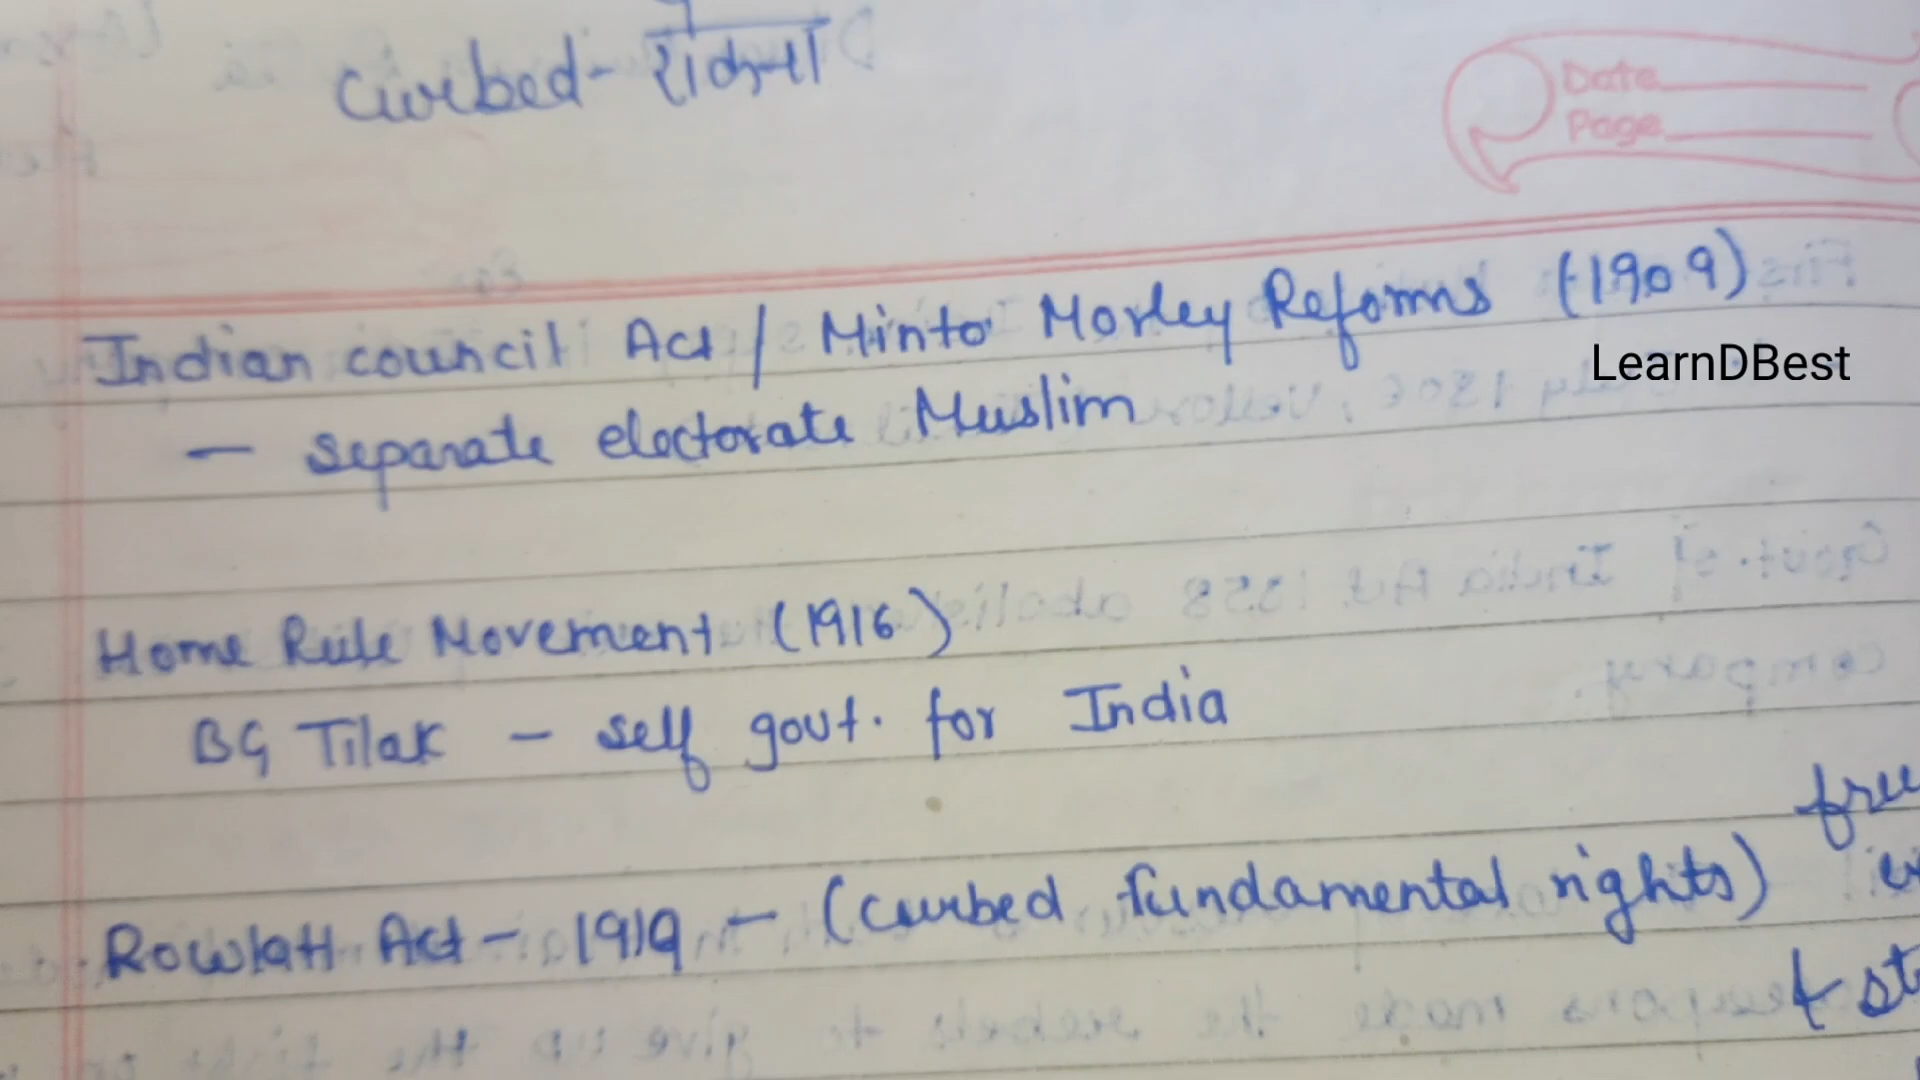 curbed - रोकना
Date
Page
Indian council Act / Minto Morley Reforms (1909)
LearnDBest
— separate electorate Muslim
Home Rule Movement (1916)
BG Tilak - self govt. for India
Rowlatt Act - 1919 - (curbed fundamental rights)
& st